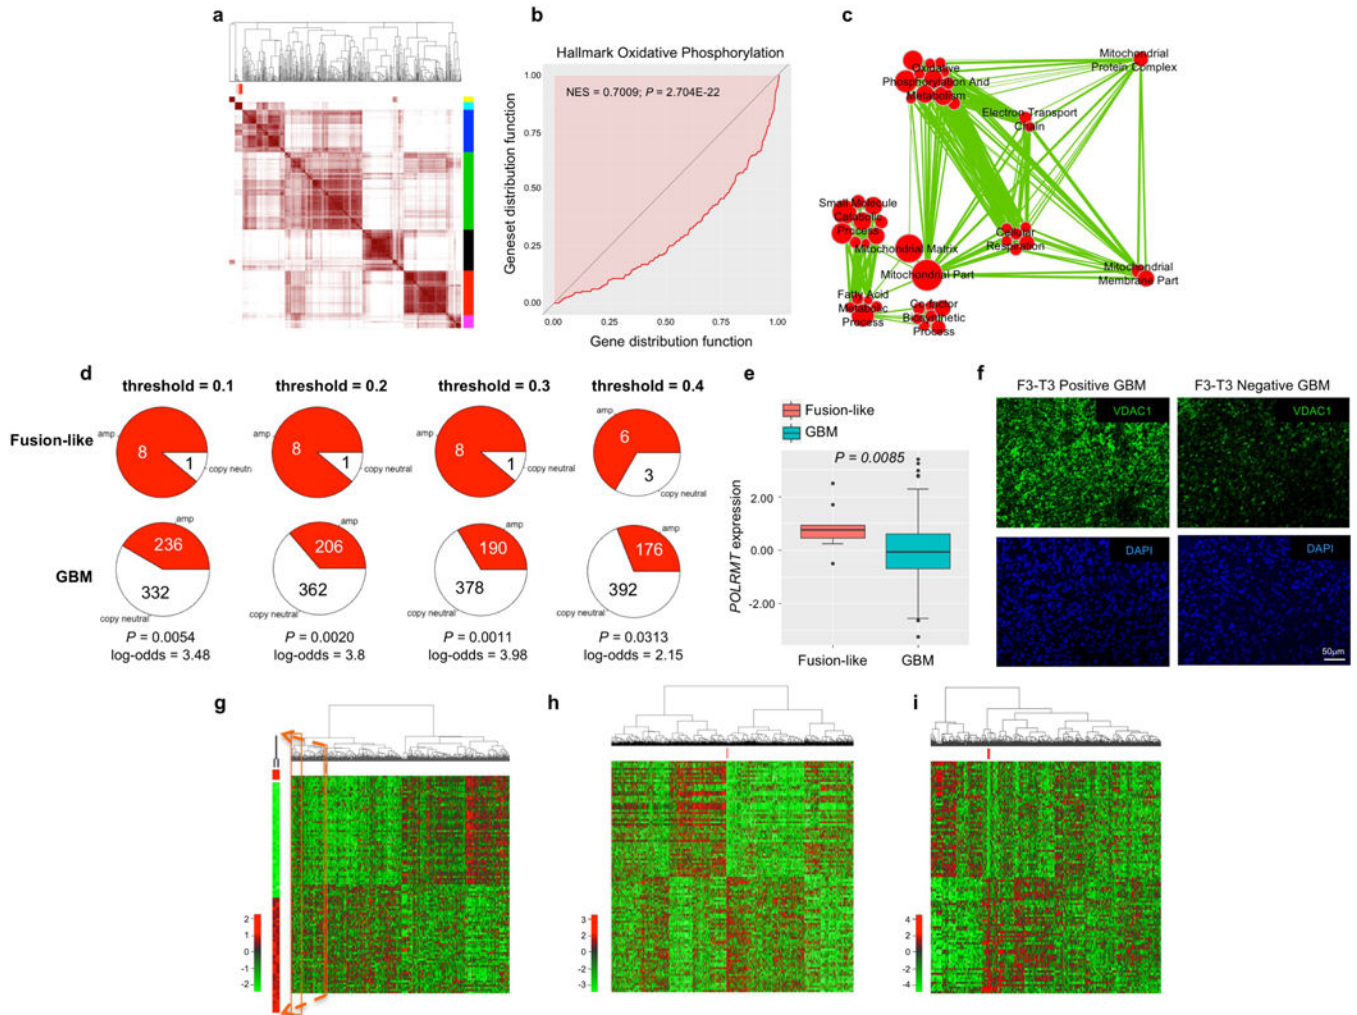 a
b
Hallmark Oxidative Phosphorylation
NES = 0.7009; P = 2.704E-22
1.00
0.75
0.50
0.25
0.00
0.00 0.25 0.50 0.75 1.00
Geneset distribution function
Gene distribution function
c
Oxidative
Phosphorylation And
Metabolism
Mitochondrial
Protein Complex
Electron Transport
Chain
Small Molecule
Catabolic
Process
Mitochondrial Matrix
Cellular
Respiration
Mitochondrial Part
Mitochondrial
Membrane Part
Fatty Acid
Metabolic
Process
Cofactor
Biosynthetic
Process
d
threshold = 0.1 threshold = 0.2 threshold = 0.3 threshold = 0.4
Fusion-like
amp 8 1 copy neutral
amp 8 1 copy neutral
amp 8 1 copy neutral
amp 6 3 copy neutral
GBM
amp 236 332 copy neutral
amp 206 362 copy neutral
amp 190 378 copy neutral
amp 176 392 copy neutral
P = 0.0054 P = 0.0020 P = 0.0011 P = 0.0313
log-odds = 3.48 log-odds = 3.8 log-odds = 3.98 log-odds = 2.15
e
Fusion-like
GBM
P = 0.0085
2.00
0.00
-2.00
POLRMT expression
Fusion-like GBM
f
F3-T3 Positive GBM F3-T3 Negative GBM
VDAC1 VDAC1
DAPI DAPI
50µm
g
2
1
0
-1
-2
h
3
2
0
-2
-3
i
4
2
0
-2
-4